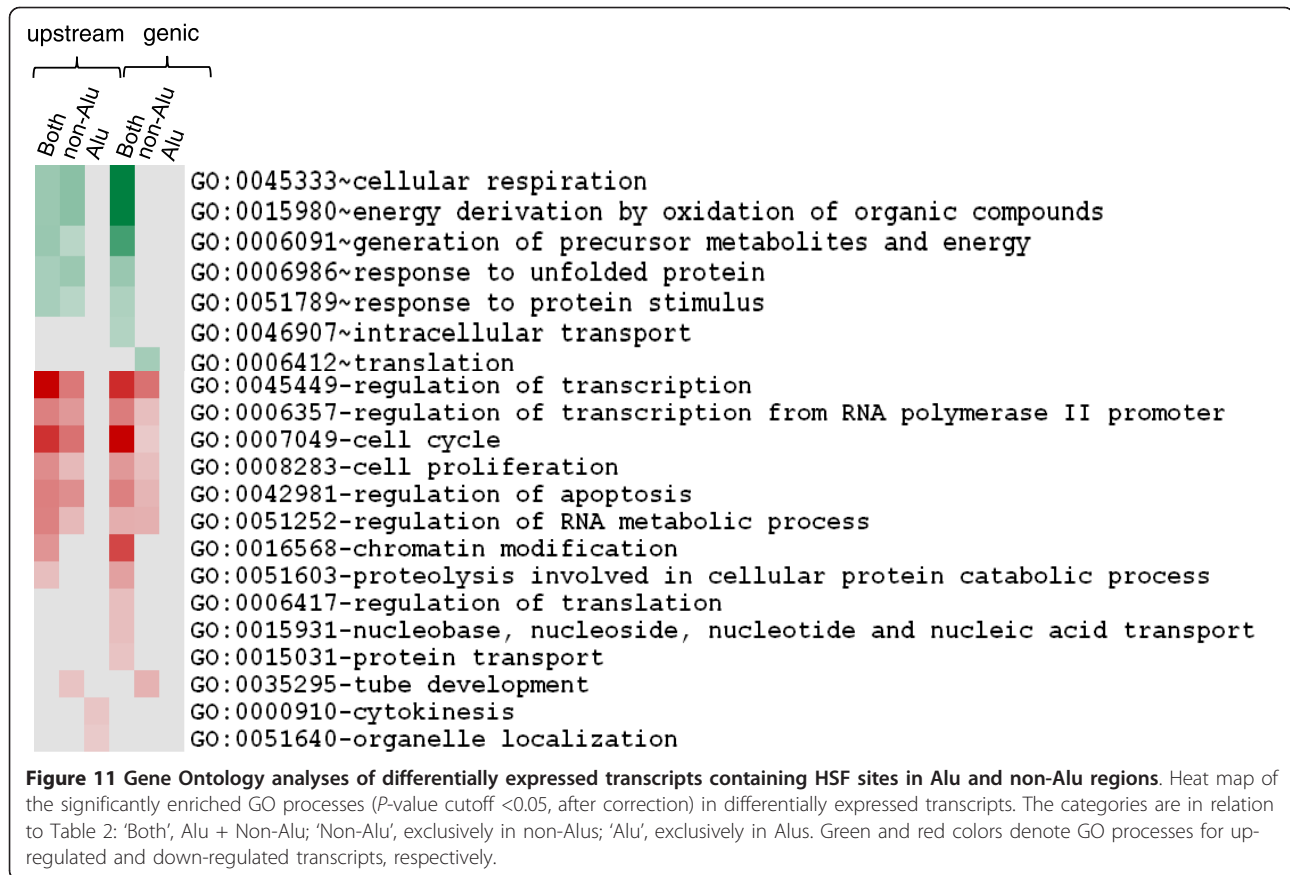 upstream genic
Both non-Alu Alu Both non-Alu Alu
GO:0045333~cellular respiration
GO:0015980~energy derivation by oxidation of organic compounds
GO:0006091~generation of precursor metabolites and energy
GO:0006986~response to unfolded protein
GO:0051789~response to protein stimulus
GO:0046907~intracellular transport
GO:0006412~translation
GO:0045449-regulation of transcription
GO:0006357-regulation of transcription from RNA polymerase II promoter
GO:0007049-cell cycle
GO:0008283-cell proliferation
GO:0042981-regulation of apoptosis
GO:0051252-regulation of RNA metabolic process
GO:0016568-chromatin modification
GO:0051603-proteolysis involved in cellular protein catabolic process
GO:0006417-regulation of translation
GO:0015931-nucleobase, nucleoside, nucleotide and nucleic acid transport
GO:0015031-protein transport
GO:0035295-tube development
GO:0000910-cytokinesis
GO:0051640-organelle localization
Figure 11 Gene Ontology analyses of differentially expressed transcripts containing HSF sites in Alu and non-Alu regions. Heat map of
the significantly enriched GO processes (P-value cutoff <0.05, after correction) in differentially expressed transcripts. The categories are in relation
to Table 2: 'Both', Alu + Non-Alu; 'Non-Alu', exclusively in non-Alus; 'Alu', exclusively in Alus. Green and red colors denote GO processes for up-
regulated and down-regulated transcripts, respectively.